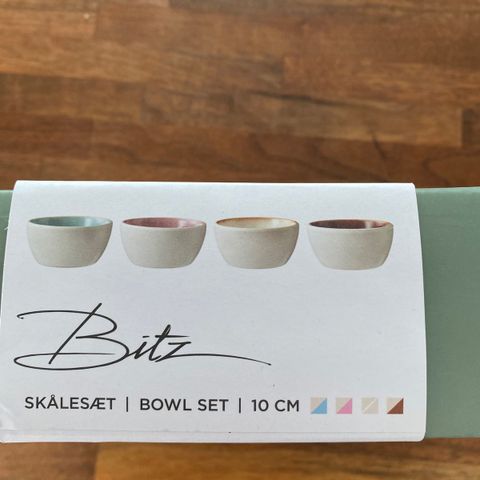 Bitz
SKÅLESÆT | BOWL SET | 10 CM